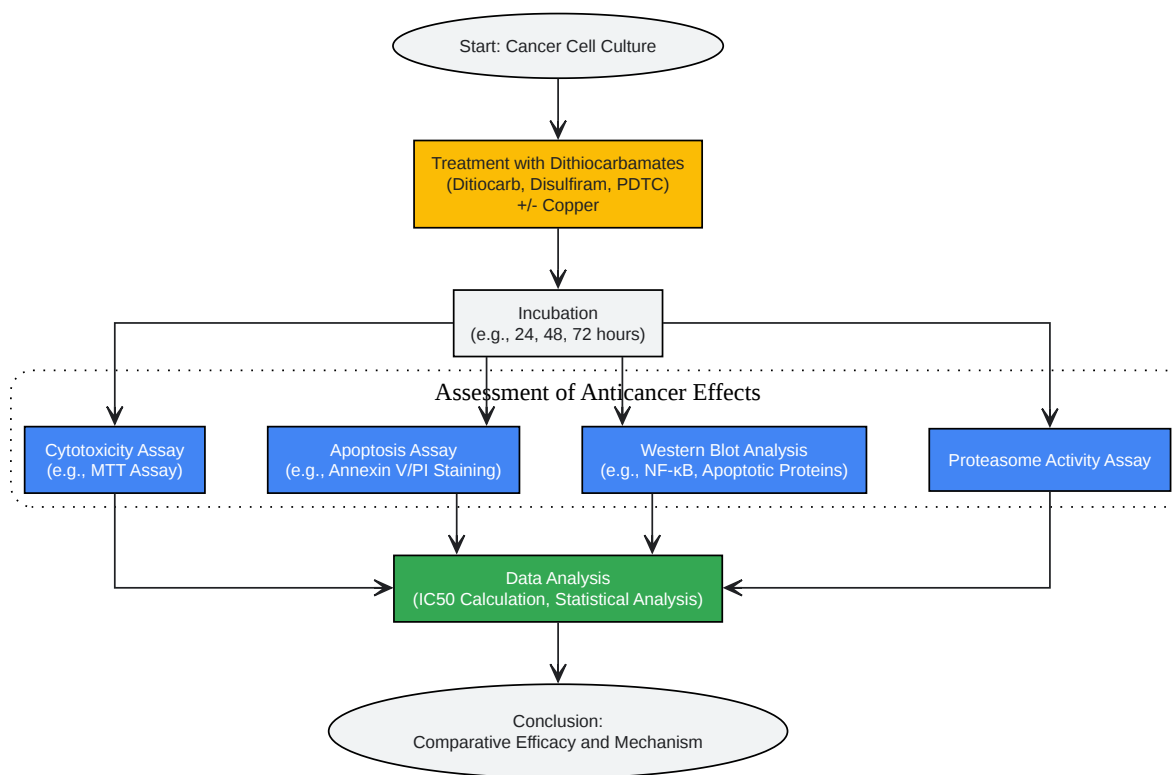 Start: Cancer Cell Culture
Treatment with Dithiocarbamates
(Ditiocarb, Disulfiram, PDTC)
+/- Copper
Incubation
(e.g., 24, 48, 72 hours)
Assessment of Anticancer Effects
Cytotoxicity Assay
(e.g., MTT Assay)
Apoptosis Assay
(e.g., Annexin V/PI Staining)
Western Blot Analysis
(e.g., NF-κB, Apoptotic Proteins)
Proteasome Activity Assay
Data Analysis
(IC50 Calculation, Statistical Analysis)
Conclusion:
Comparative Efficacy and Mechanism